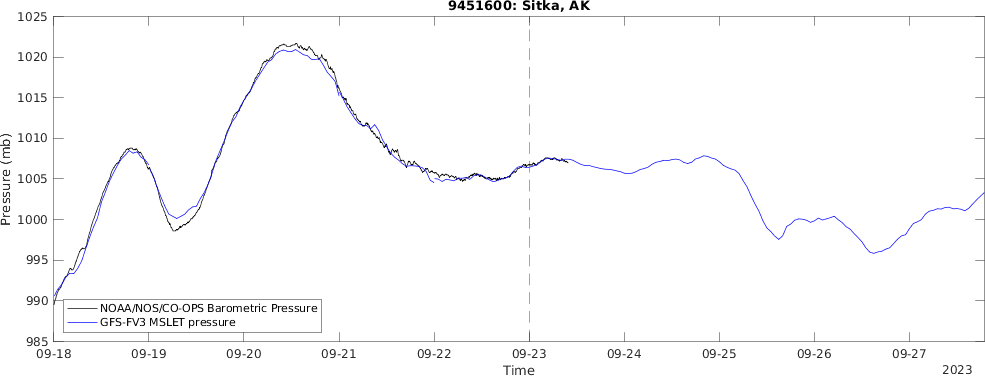 9451600: Sitka, AK
1025
1020
1015
1010
1005
1000
995
990
985
Pressure (mb)
NOAA/NOS/CO-OPS Barometric Pressure
GFS-FV3 MSLET pressure
09-18 09-19 09-20 09-21 09-22 09-23 09-24 09-25 09-26 09-27
Time
2023